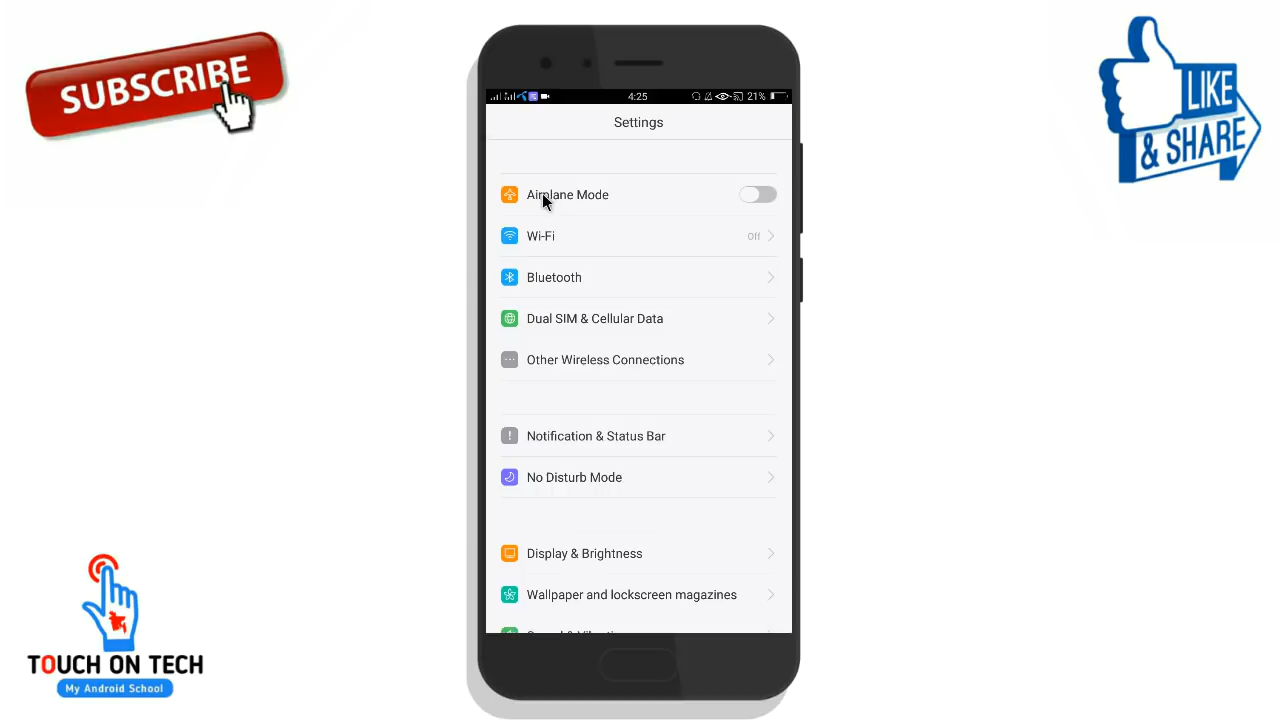 SUBSCRIBE
LIKE
& SHARE
4:25
21%
Settings
Airplane Mode
Wi-Fi
Off
Bluetooth
Dual SIM & Cellular Data
Other Wireless Connections
Notification & Status Bar
No Disturb Mode
Display & Brightness
Wallpaper and lockscreen magazines
TOUCH ON TECH
My Android School